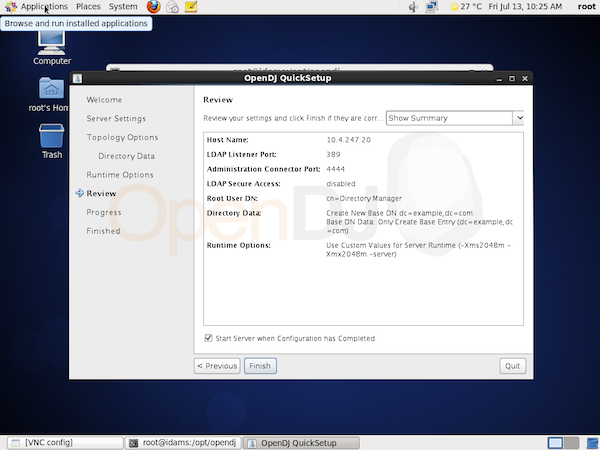 Applications Places System 27 °C Fri Jul 13, 10:25 AM root
Browse and run installed applications
Computer
root's Hom
Trash
OpenDJ QuickSetup
Welcome
Server Settings
Topology Options
Directory Data
Runtime Options
Review
Progress
Finished
Review
Review your settings and click Finish if they are corr...
Show Summary
Host Name: 10.4.247.20
LDAP Listener Port: 389
Administration Connector Port: 4444
LDAP Secure Access: disabled
Root User DN: cn=Directory Manager
Directory Data: Create New Base DN dc=example,dc=com.
Base DN Data: Only Create Base Entry (dc=example,dc
=com)
Runtime Options: Use Custom Values for Server Runtime (-Xms2048m -
Xmx2048m -server)
OpenDJ
Start Server when Configuration has Completed
< Previous Finish Quit
[VNC config] root@idams:/opt/opendj OpenDJ QuickSetup